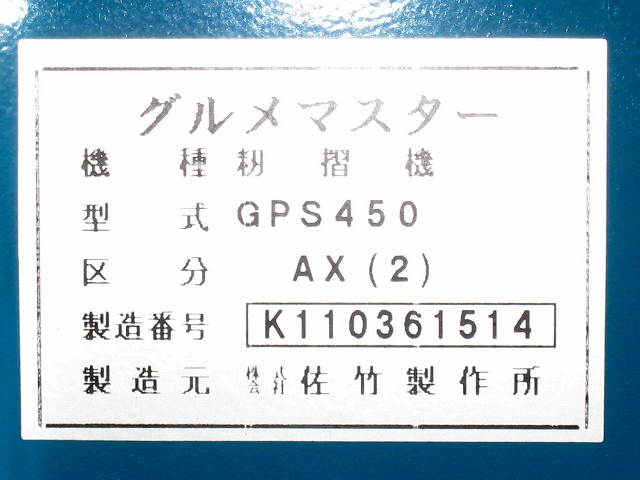 グルメマスター
機種 籾摺機
型式 GPS450
区分 AX(2)
製造番号 K110361514
製造元 株式会社 佐竹製作所